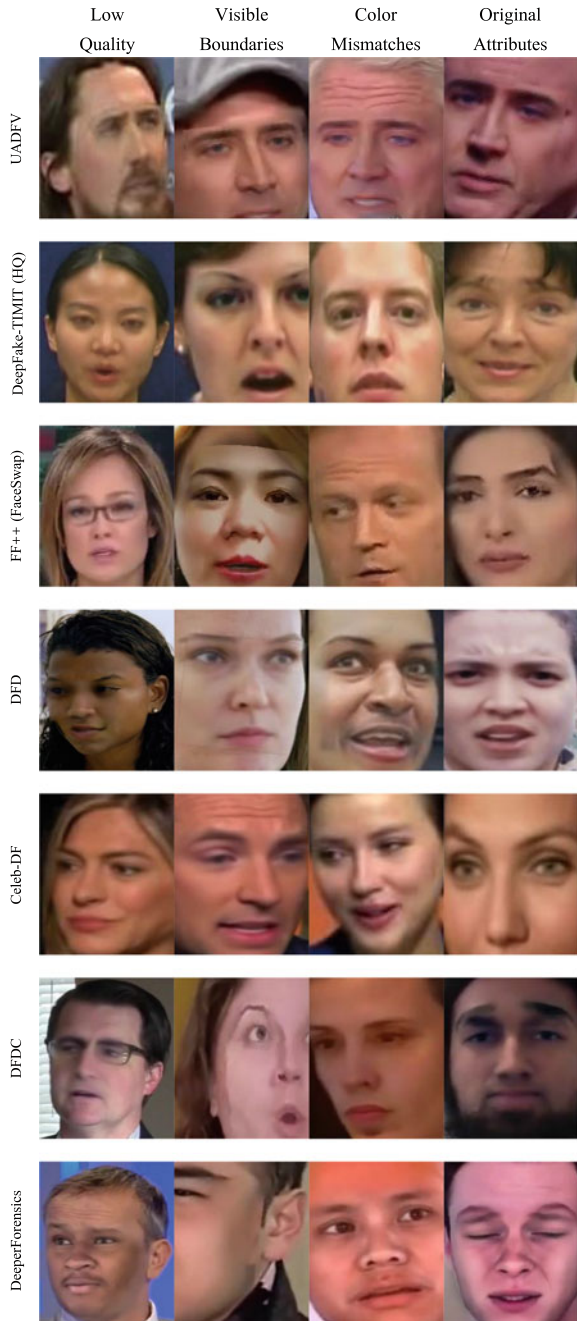 Low Visible Color Original
Quality Boundaries Mismatches Attributes
UADFV
DeepFake-TIMIT (HQ)
FF++ (FaceSwap)
DFD
Celeb-DF
DFDC
DeeperForensics